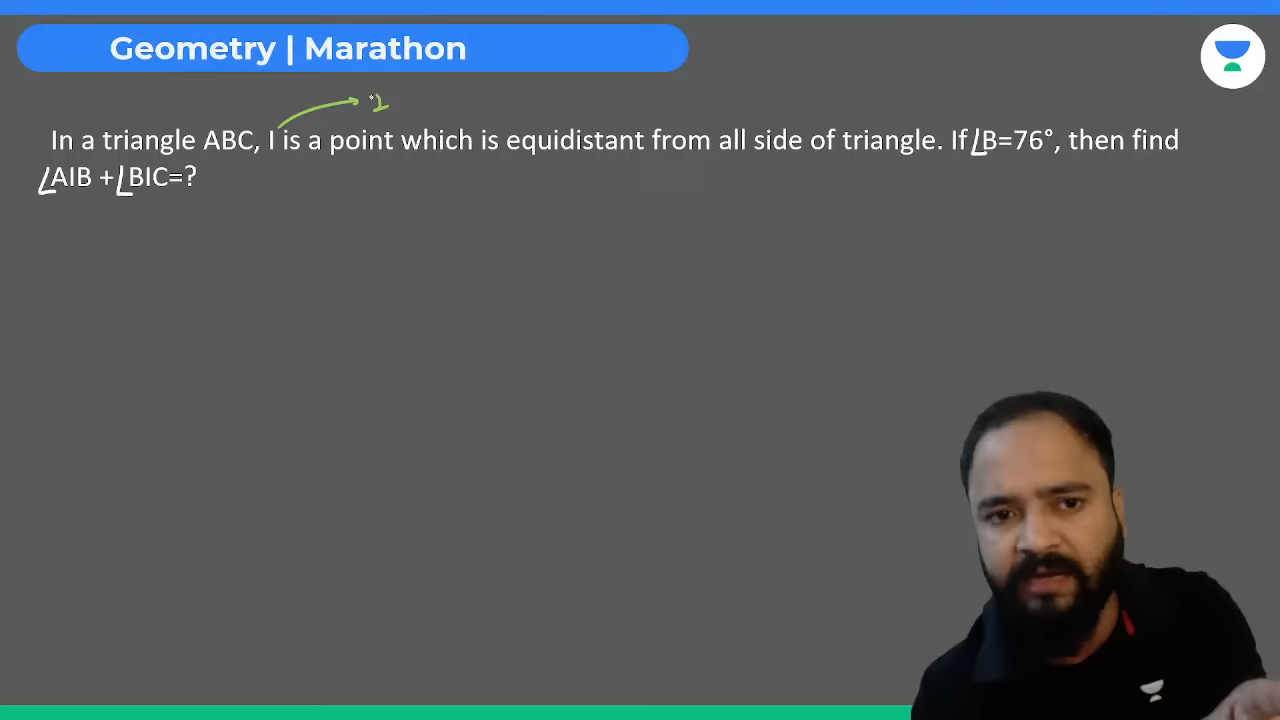 Geometry | Marathon
In a triangle ABC, I is a point which is equidistant from all side of triangle. If ∠B=76°, then find
∠AIB +∠BIC=?